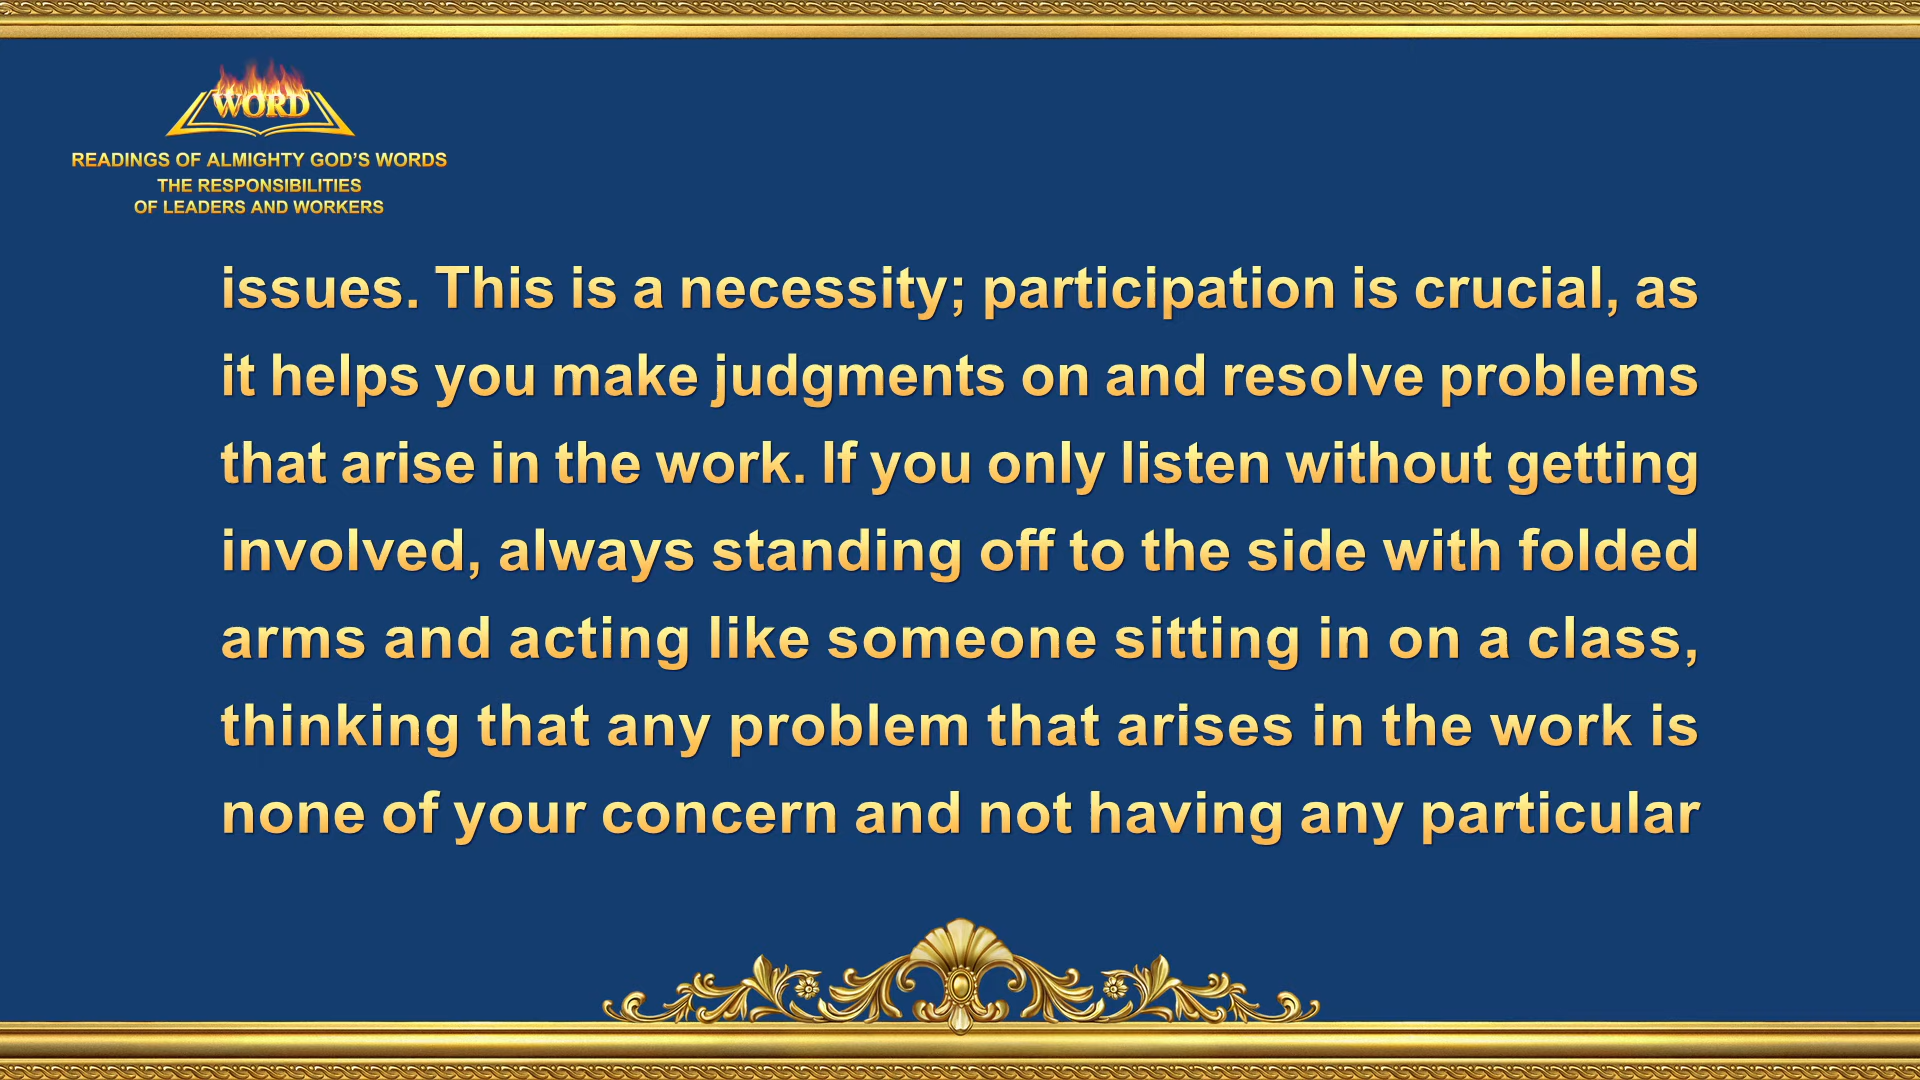 WORD
READINGS OF ALMIGHTY GOD'S WORDS
THE RESPONSIBILITIES
OF LEADERS AND WORKERS
issues. This is a necessity; participation is crucial, as
it helps you make judgments on and resolve problems
that arise in the work. If you only listen without getting
involved, always standing off to the side with folded
arms and acting like someone sitting in on a class,
thinking that any problem that arises in the work is
none of your concern and not having any particular